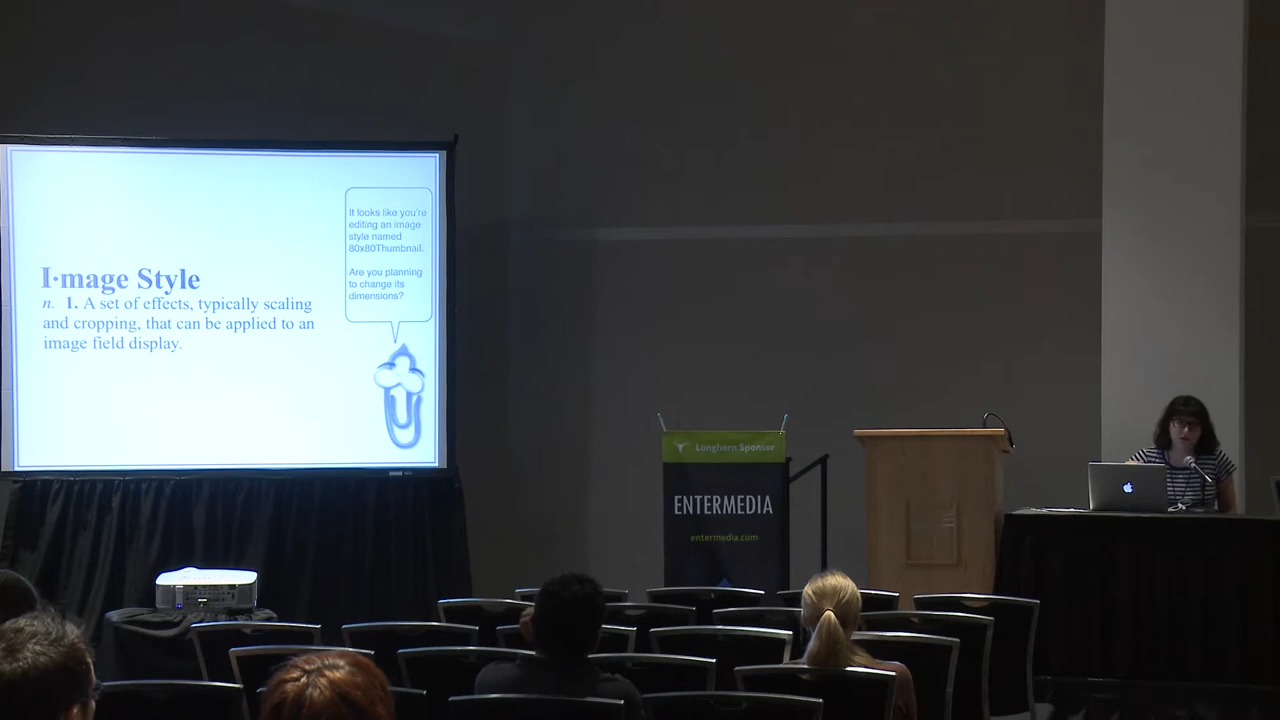 It looks like you're
editing an image
style named
80x80Thumbnail.
Are you planning
to change its
dimensions?
I·mage Style
n. 1. A set of effects, typically scaling
and cropping, that can be applied to an
image field display.
Longhorn Sponsor
ENTERMEDIA
entermedia.com